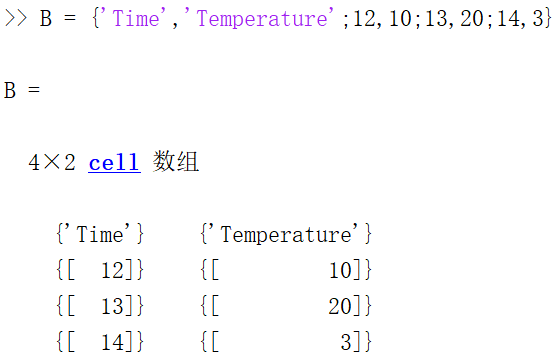 >> B = {'Time','Temperature';12,10;13,20;14,3}
B =
4×2 cell 数组
{'Time'} {'Temperature'}
{[ 12]} {[ 10]}
{[ 13]} {[ 20]}
{[ 14]} {[ 3]}